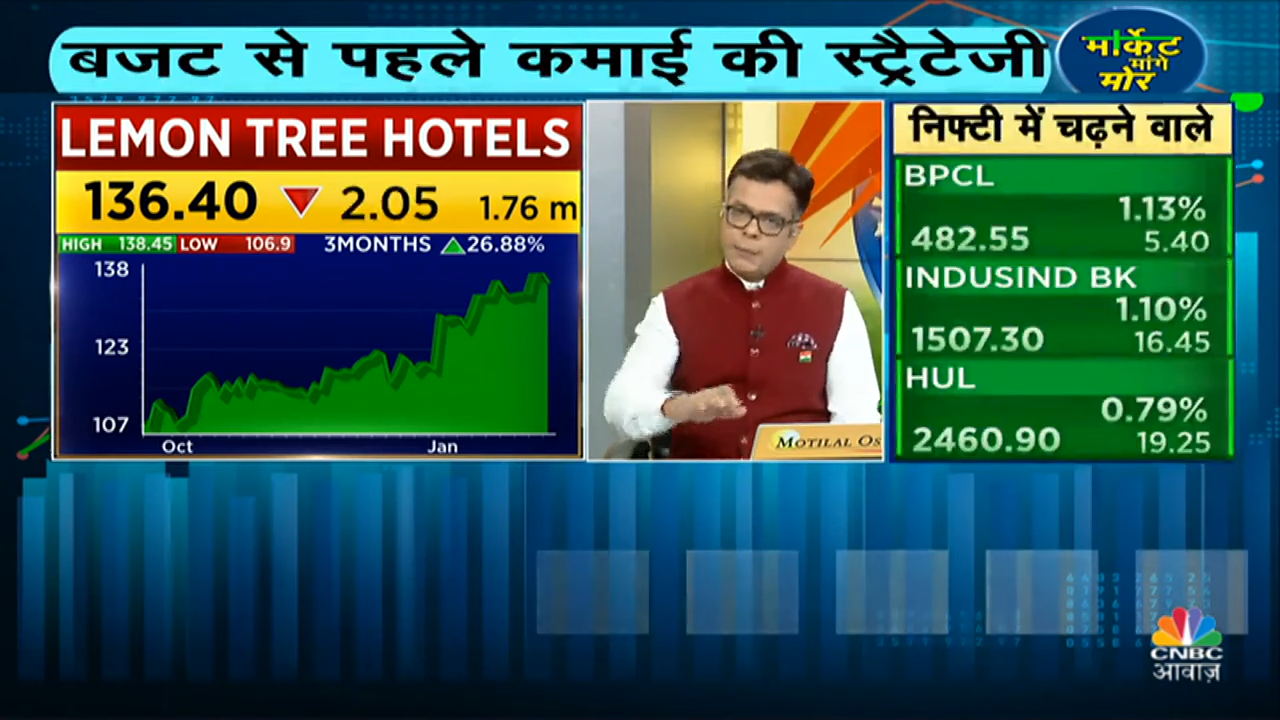 बजट से पहले कमाई की स्ट्रैटेजी
मार्केट
मांगे
मोर
LEMON TREE HOTELS
136.40 ▼ 2.05 1.76 m
HIGH 138.45 LOW 106.9 3MONTHS ▲26.88%
138
123
107
Oct Jan
MOTILAL OS
निफ्टी में चढ़ने वाले
BPCL
1.13%
482.55 5.40
INDUSIND BK
1.10%
1507.30 16.45
HUL
0.79%
2460.90 19.25
CNBC
आवाज़